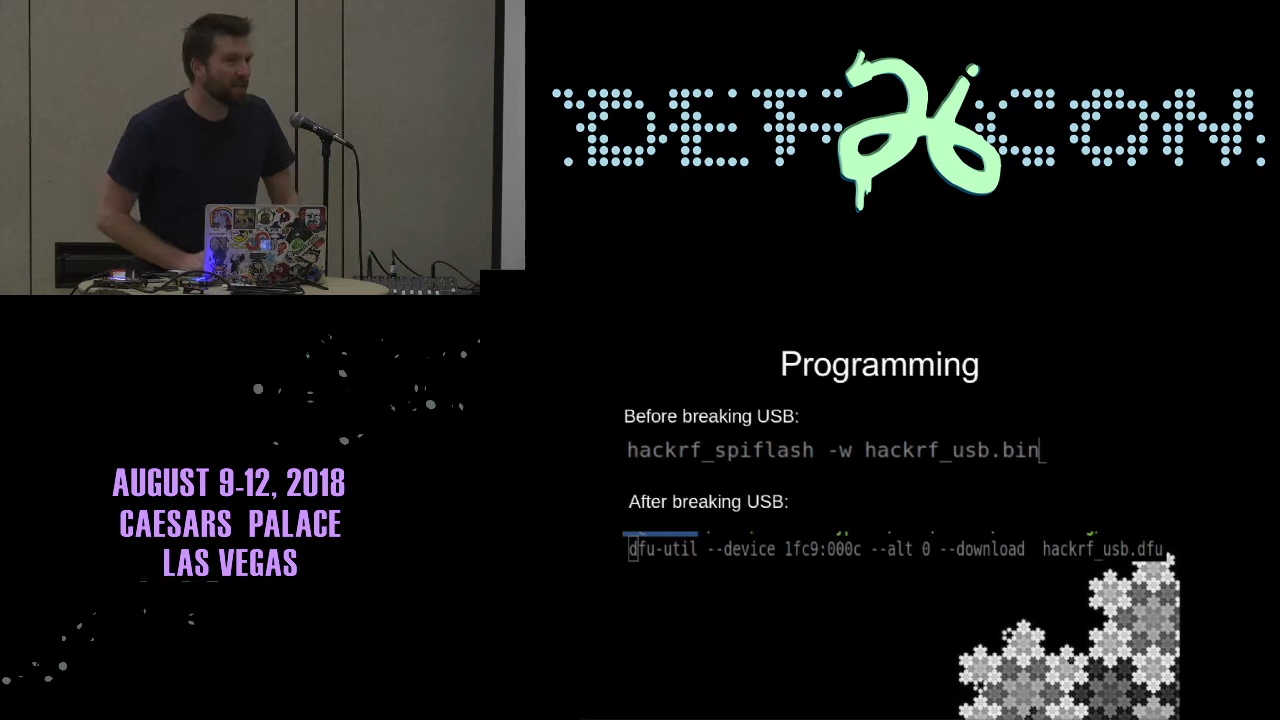 DEF 26 CON.
Programming
Before breaking USB:
hackrf_spiflash -w hackrf_usb.bin
After breaking USB:
dfu-util --device 1fc9:000c --alt 0 --download hackrf_usb.dfu
AUGUST 9-12, 2018
CAESARS PALACE
LAS VEGAS